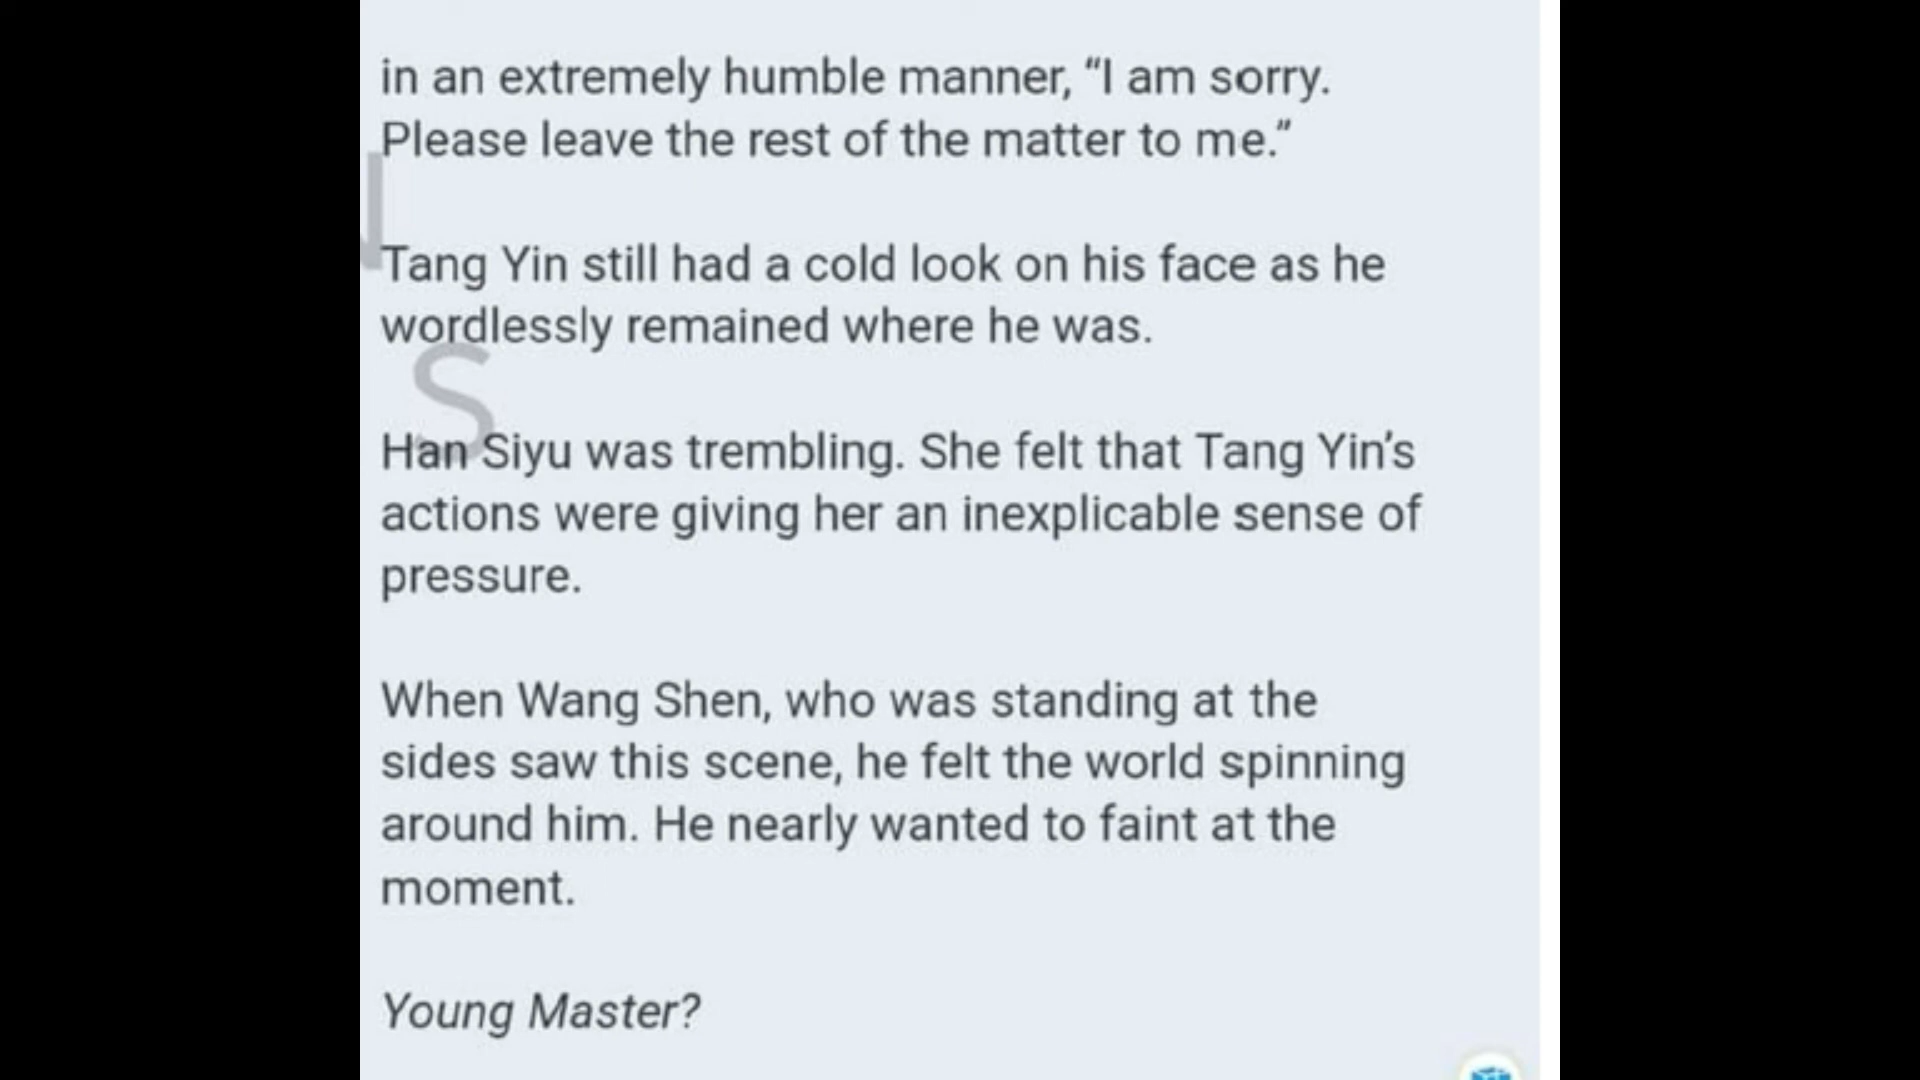 in an extremely humble manner, “I am sorry.
Please leave the rest of the matter to me.”
Tang Yin still had a cold look on his face as he
wordlessly remained where he was.
Han Siyu was trembling. She felt that Tang Yin’s
actions were giving her an inexplicable sense of
pressure.
When Wang Shen, who was standing at the
sides saw this scene, he felt the world spinning
around him. He nearly wanted to faint at the
moment.
Young Master?